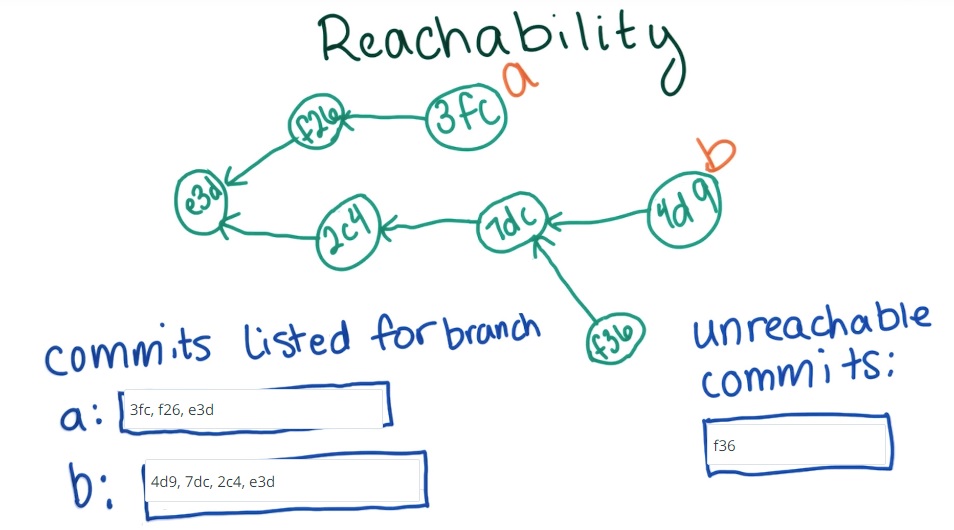 Reachability
a
f26
3fc
b
e3d
2c4
7dc
4d9
f36
commits listed for branch
a: 3fc, f26, e3d
b: 4d9, 7dc, 2c4, e3d
unreachable
commits:
f36